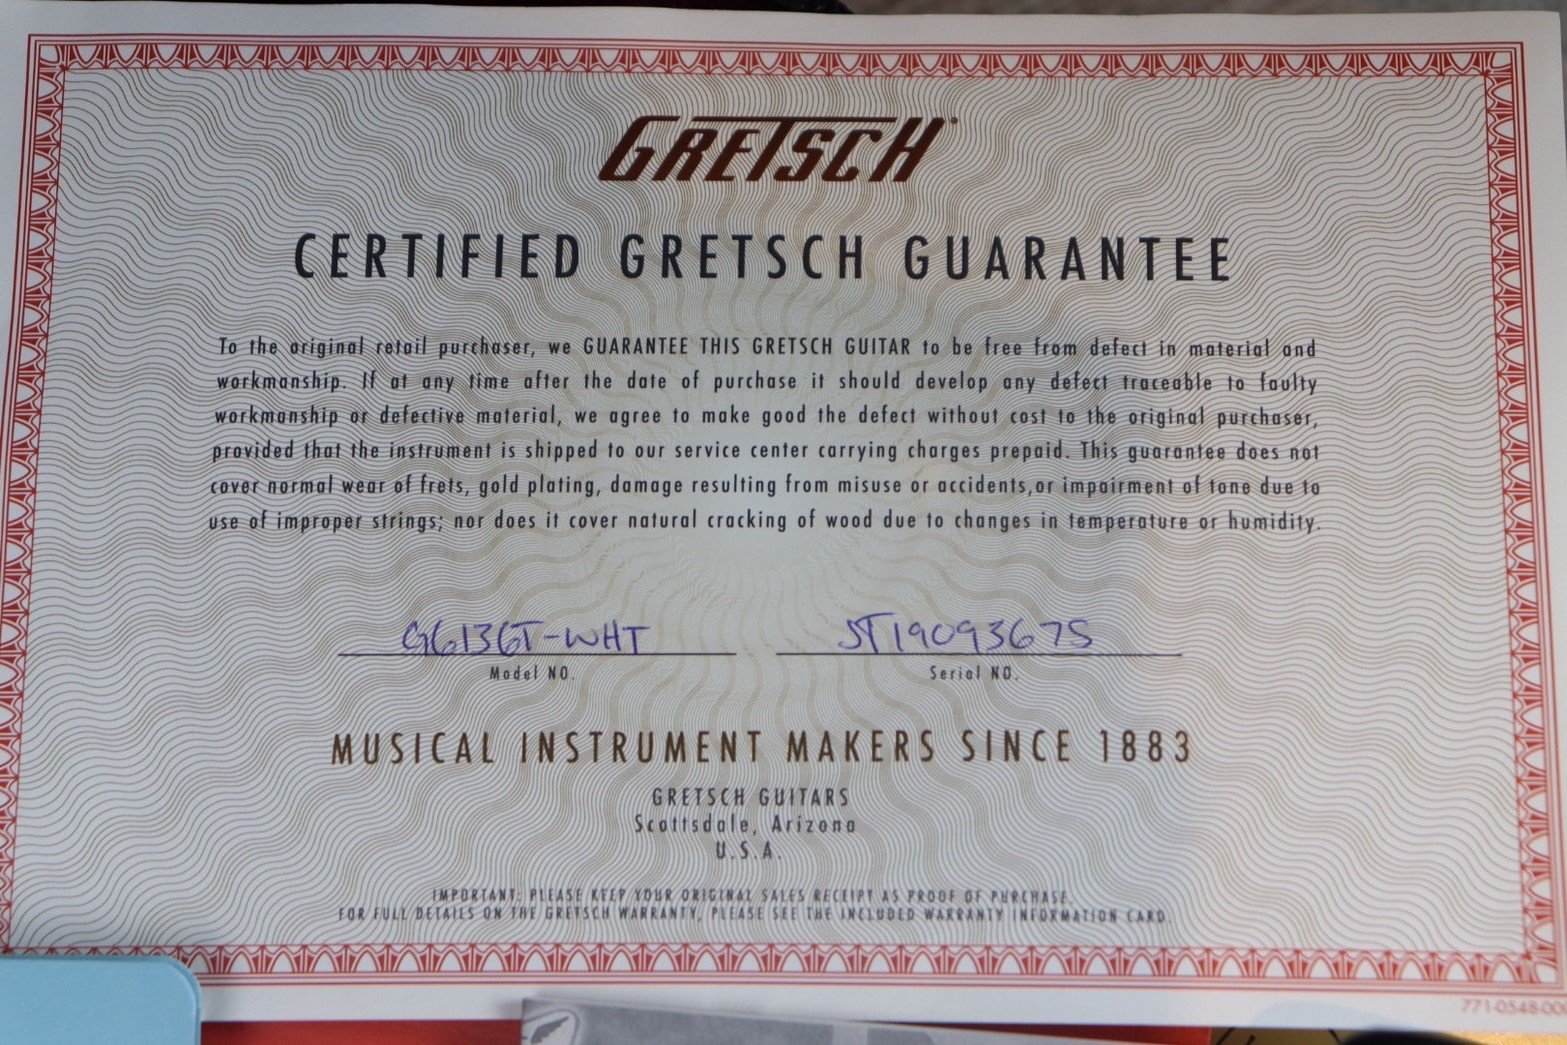 GRETSCH
CERTIFIED GRETSCH GUARANTEE
To the original retail purchaser, we GUARANTEE THIS GRETSCH GUITAR to be free from defect in material and
workmanship. If at any time after the date of purchase it should develop any defect traceable to faulty
workmanship or defective material, we agree to make good the defect without cost to the original purchaser,
provided that the instrument is shipped to our service center carrying charges prepaid. This guarantee does not
cover normal wear of frets, gold plating, damage resulting from misuse or accidents, or impairment of tone due to
use of improper strings; nor does it cover natural cracking of wood due to changes in temperature or humidity.
G6136T-WHT JT19093675
Model NO. Serial NO.
MUSICAL INSTRUMENT MAKERS SINCE 1883
GRETSCH GUITARS
Scottsdale, Arizona
U.S.A.
IMPORTANT: PLEASE KEEP YOUR ORIGINAL SALES RECEIPT AS PROOF OF PURCHASE.
FOR FULL DETAILS ON THE GRETSCH WARRANTY, PLEASE SEE THE INCLUDED WARRANTY INFORMATION CARD